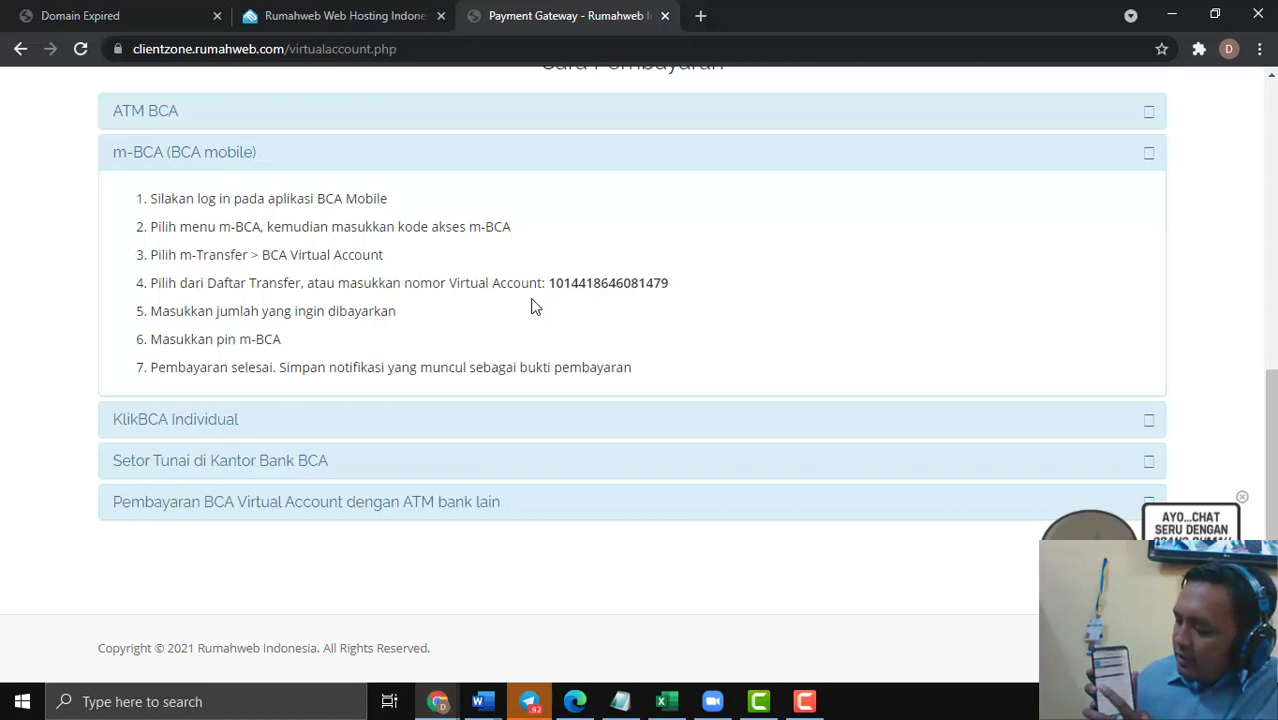 Domain Expired
Rumahweb Web Hosting Indone
Payment Gateway - Rumahweb I
clientzone.rumahweb.com/virtualaccount.php
D
Cara Pembayaran
ATM BCA
m-BCA (BCA mobile)
1. Silakan log in pada aplikasi BCA Mobile
2. Pilih menu m-BCA, kemudian masukkan kode akses m-BCA
3. Pilih m-Transfer > BCA Virtual Account
4. Pilih dari Daftar Transfer, atau masukkan nomor Virtual Account: 1014418646081479
5. Masukkan jumlah yang ingin dibayarkan
6. Masukkan pin m-BCA
7. Pembayaran selesai. Simpan notifikasi yang muncul sebagai bukti pembayaran
KlikBCA Individual
Setor Tunai di Kantor Bank BCA
Pembayaran BCA Virtual Account dengan ATM bank lain
AYO...CHAT
SERU DENGAN
ORANG RUMAH
Copyright © 2021 Rumahweb Indonesia. All Rights Reserved.
Type here to search
92